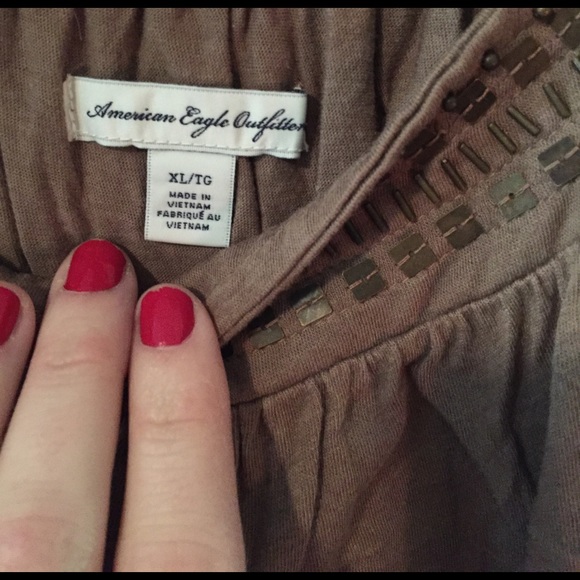 American Eagle Outfitters
XL/TG
MADE IN
VIETNAM
FABRIQUÉ AU
VIETNAM